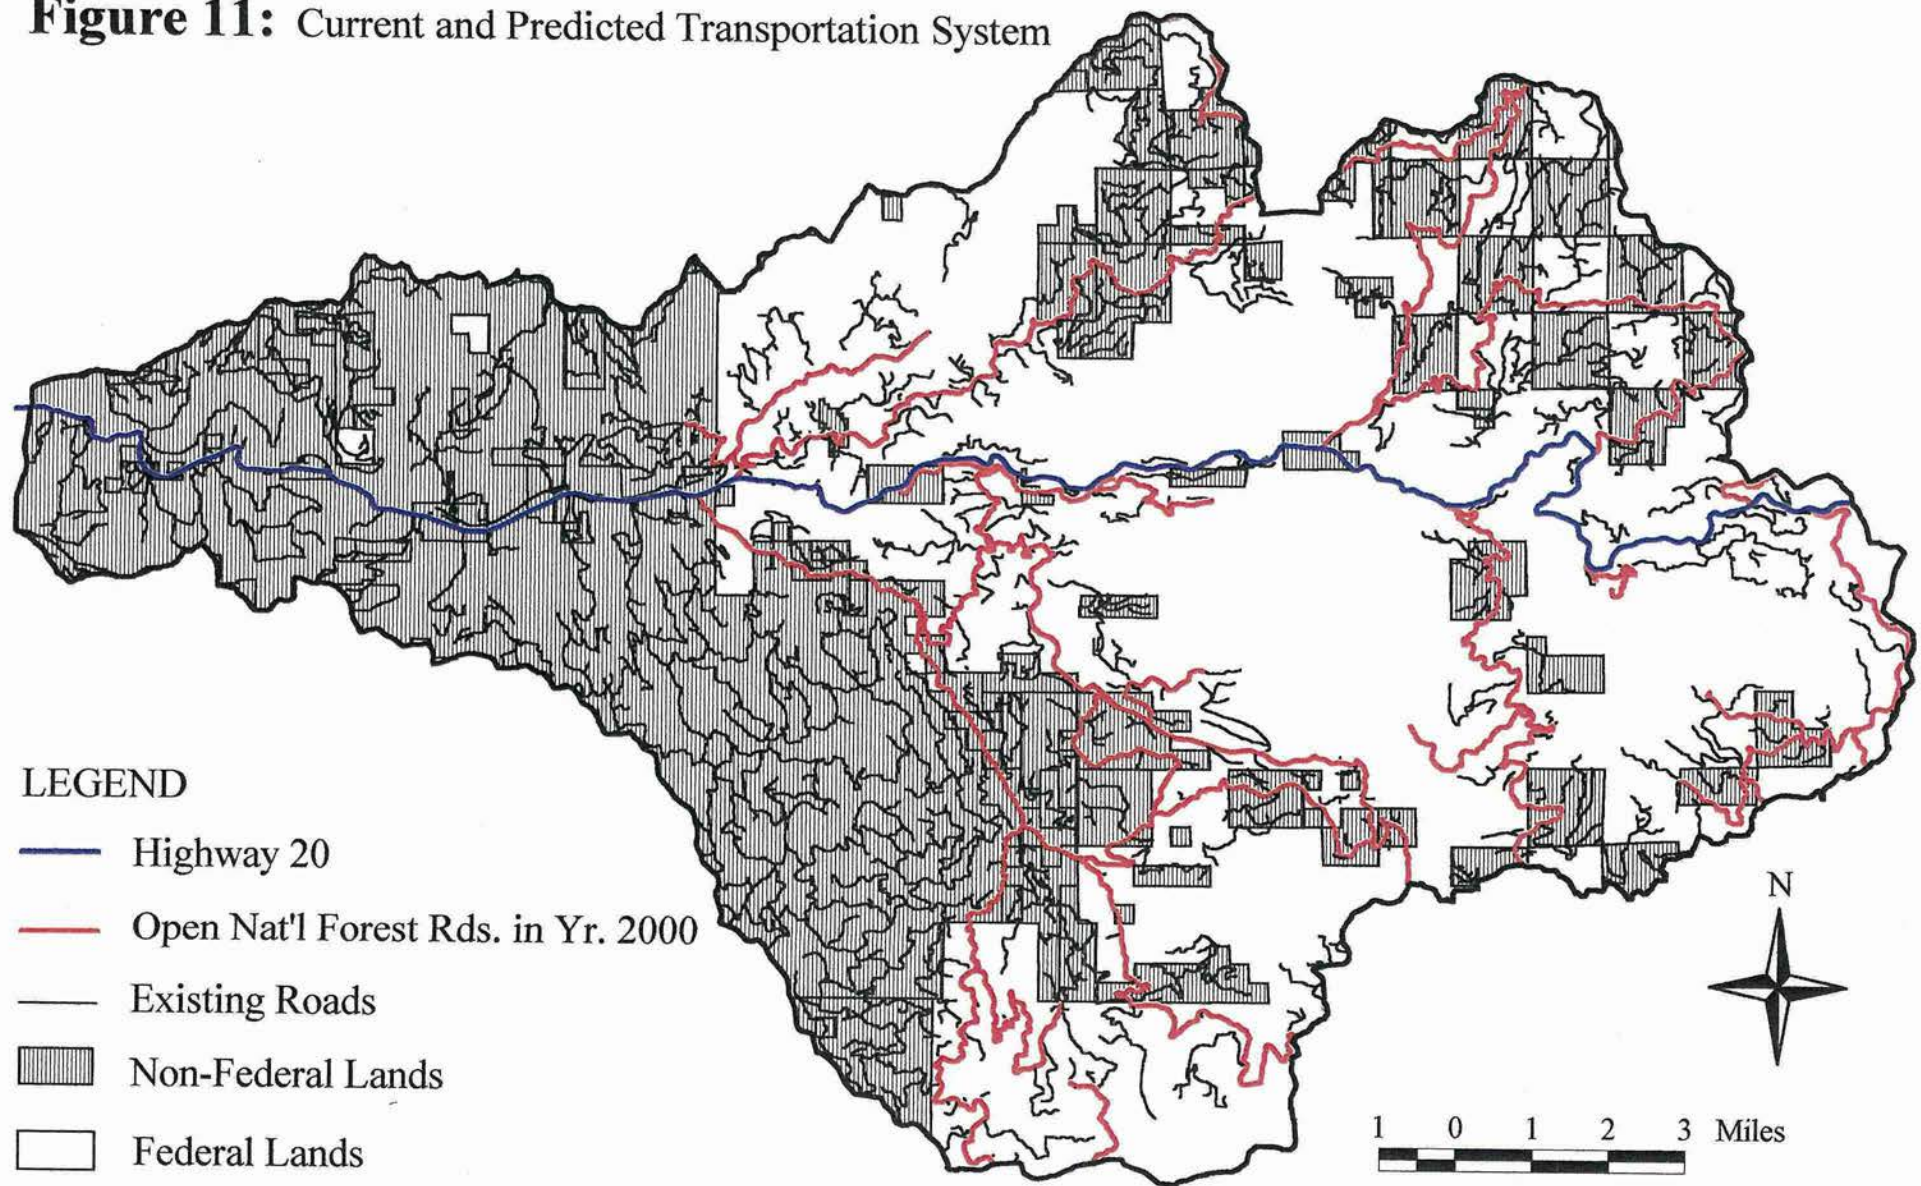 Figure 11: Current and Predicted Transportation System
LEGEND
Highway 20
Open Nat'l Forest Rds. in Yr. 2000
Existing Roads
Non-Federal Lands
Federal Lands
N
1 0 1 2 3 Miles